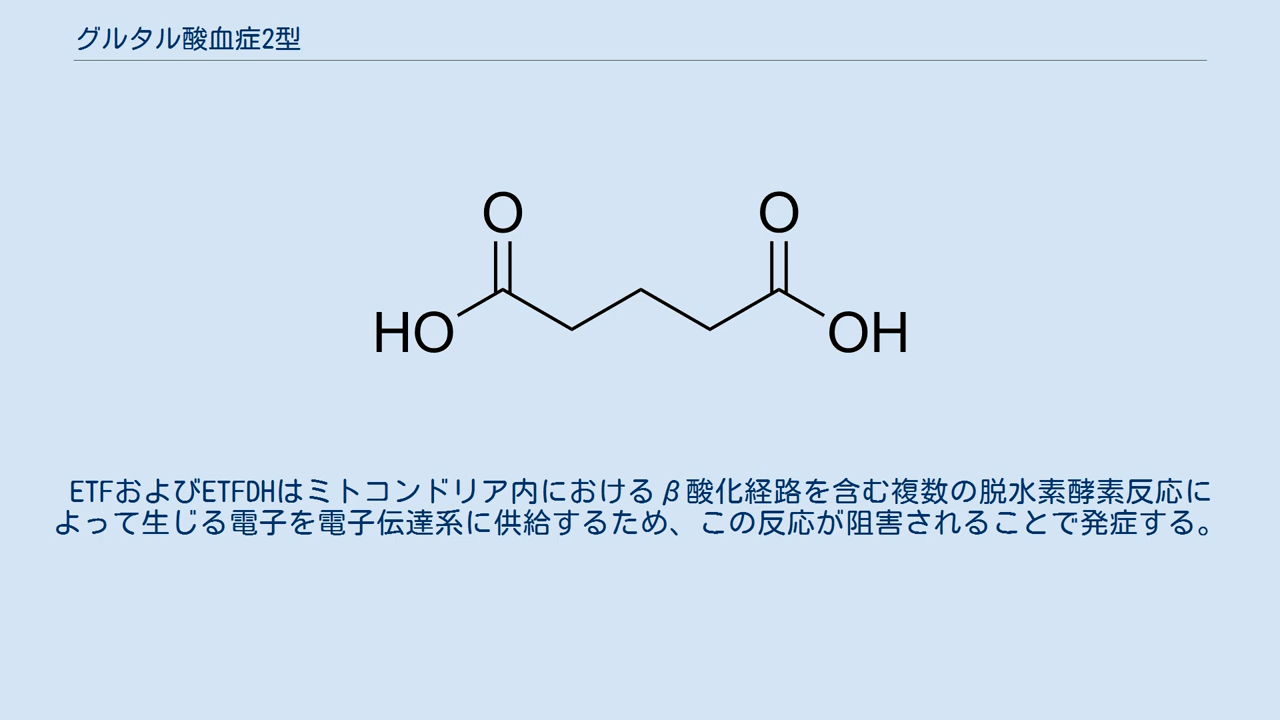 グルタル酸血症2型
O O
HO OH
ETFおよびETFDHはミトコンドリア内におけるβ酸化経路を含む複数の脱水素酵素反応に
よって生じる電子を電子伝達系に供給するため、この反応が阻害されることで発症する。